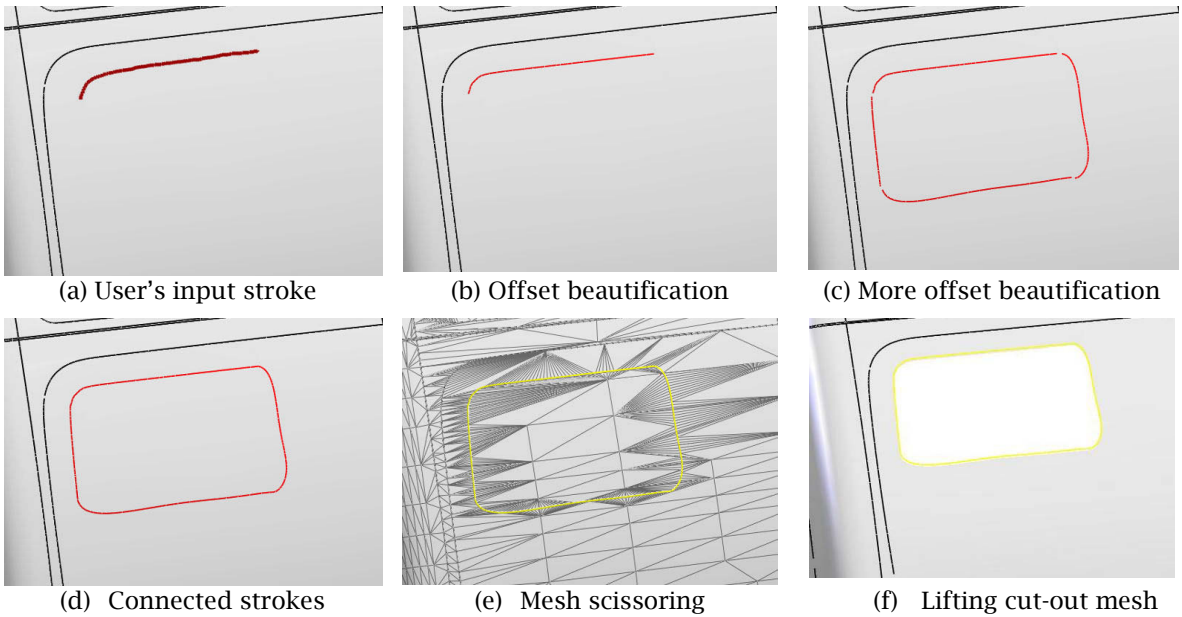 (a) User's input stroke
(b) Offset beautification
(c) More offset beautification
(d) Connected strokes
(e) Mesh scissoring
(f) Lifting cut-out mesh